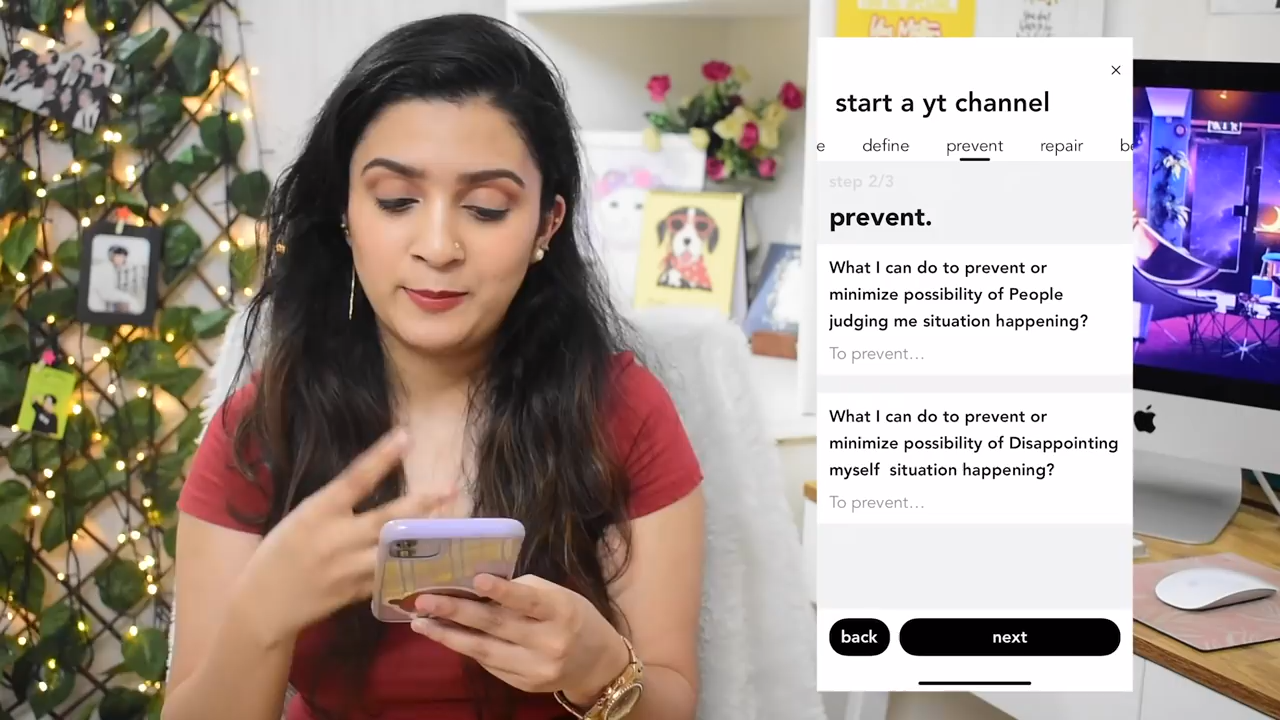 start a yt channel
e define prevent repair be
step 2/3
prevent.
What I can do to prevent or
minimize possibility of People
judging me situation happening?
To prevent...
What I can do to prevent or
minimize possibility of Disappointing
myself situation happening?
To prevent...
back next